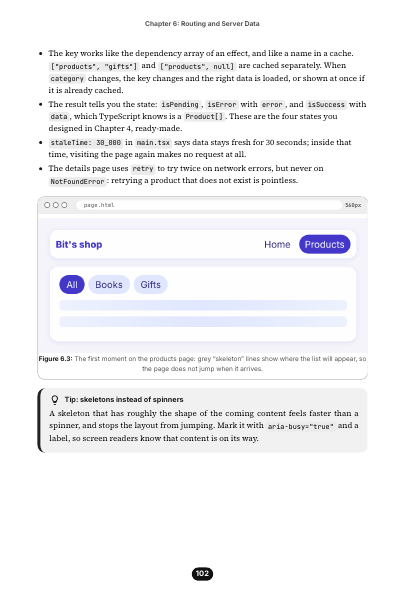 Chapter 6: Routing and Server Data
• The key works like the dependency array of an effect, and like a name in a cache.
["products", "gifts"] and ["products", null] are cached separately. When
category changes, the key changes and the right data is loaded, or shown at once if
it is already cached.
• The result tells you the state: isPending, isError with error, and isSuccess with
data, which TypeScript knows is a Product[]. These are the four states you
designed in Chapter 4, ready-made.
• staleTime: 30_000 in main.tsx says data stays fresh for 30 seconds; inside that
time, visiting the page again makes no request at all.
• The details page uses retry to try twice on network errors, but never on
NotFoundError: retrying a product that does not exist is pointless.
page.html 560px
Bit's shop Home Products
All Books Gifts
Figure 6.3: The first moment on the products page: grey "skeleton" lines show where the list will appear, so
the page does not jump when it arrives.
Tip: skeletons instead of spinners
A skeleton that has roughly the shape of the coming content feels faster than a
spinner, and stops the layout from jumping. Mark it with aria-busy="true" and a
label, so screen readers know that content is on its way.
102